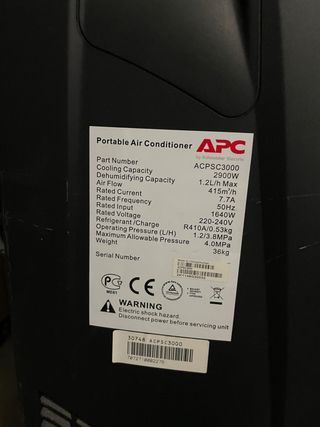 Portable Air Conditioner APC
by Schneider Electric
Part Number ACPSC3000
Cooling Capacity 2900W
Dehumidifying Capacity 1.2L/h Max
Air Flow 415m³/h
Rated Current 7.7A
Rated Frequency 50Hz
Rated Input 1640W
Rated Voltage 220-240V
Refrigerant /Charge R410A/0.53kg
Operating Pressure (L/H) 1.2/3.8MPa
Maximum Allowable Pressure 4.0MPa
Weight 36kg
Serial Number
WARNING
Electric shock hazard.
Disconnect power before servicing unit
30748 ACPSC3000